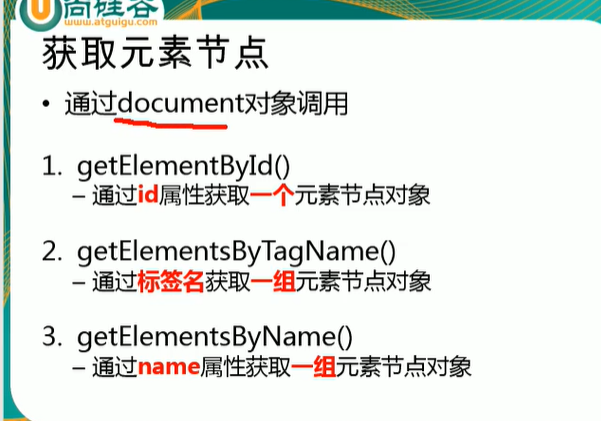 尚硅谷
www.atguigu.com
获取元素节点
• 通过document对象调用
1. getElementById()
– 通过id属性获取一个元素节点对象
2. getElementsByTagName()
– 通过标签名获取一组元素节点对象
3. getElementsByName()
– 通过name属性获取一组元素节点对象